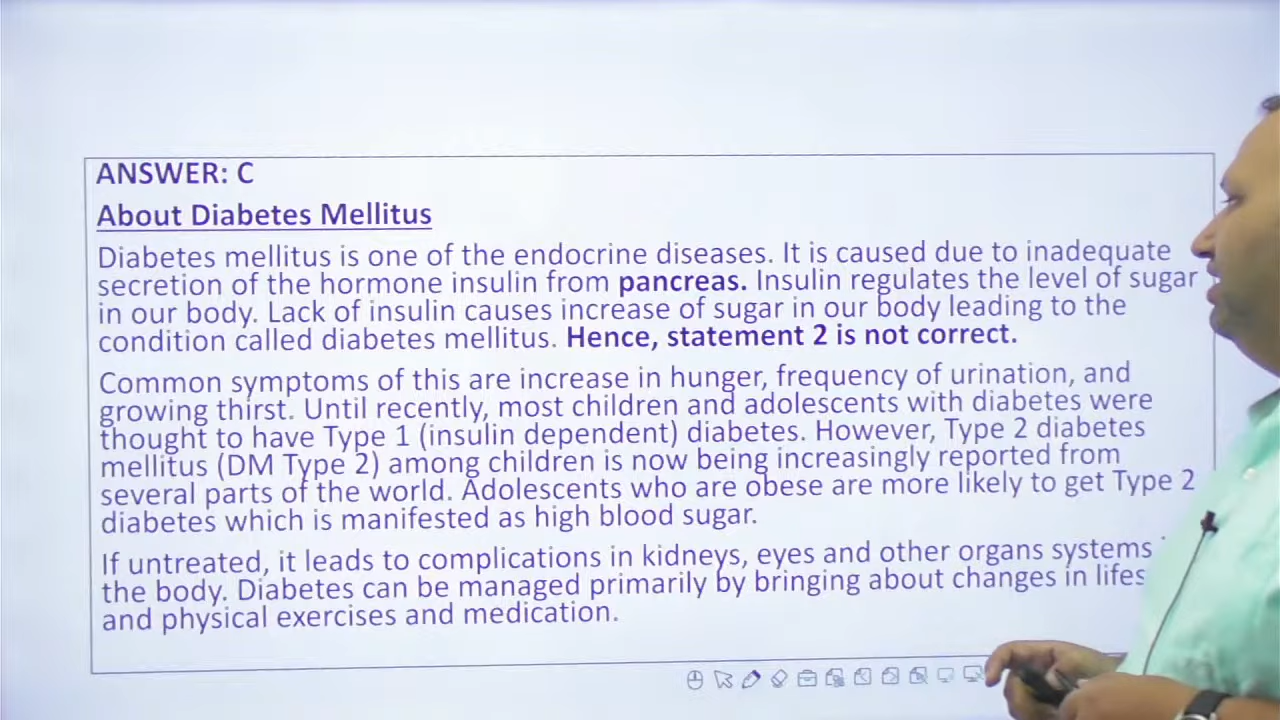 ANSWER: C
About Diabetes Mellitus
Diabetes mellitus is one of the endocrine diseases. It is caused due to inadequate
secretion of the hormone insulin from pancreas. Insulin regulates the level of sugar
in our body. Lack of insulin causes increase of sugar in our body leading to the
condition called diabetes mellitus. Hence, statement 2 is not correct.
Common symptoms of this are increase in hunger, frequency of urination, and
growing thirst. Until recently, most children and adolescents with diabetes were
thought to have Type 1 (insulin dependent) diabetes. However, Type 2 diabetes
mellitus (DM Type 2) among children is now being increasingly reported from
several parts of the world. Adolescents who are obese are more likely to get Type 2
diabetes which is manifested as high blood sugar.
If untreated, it leads to complications in kidneys, eyes and other organs systems
the body. Diabetes can be managed primarily by bringing about changes in
and physical exercises and medication.